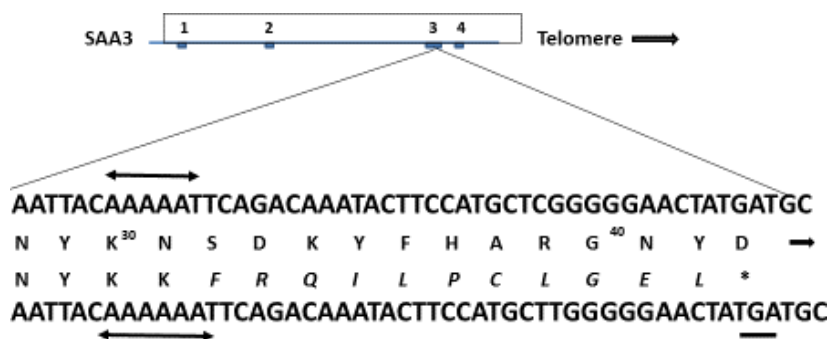 1 2 3 4
SAA3 Telomere
AATTACAAAAATTCAGACAAATACTTCCATGCTCGGGGGAACTATGATGC
N Y K30 N S D K Y F H A R G40 N Y D
N Y K K F R Q I L P C L G E L *
AATTACAAAAAATTCAGACAAATACTTCCATGCTTGGGGGAACTATGATGC